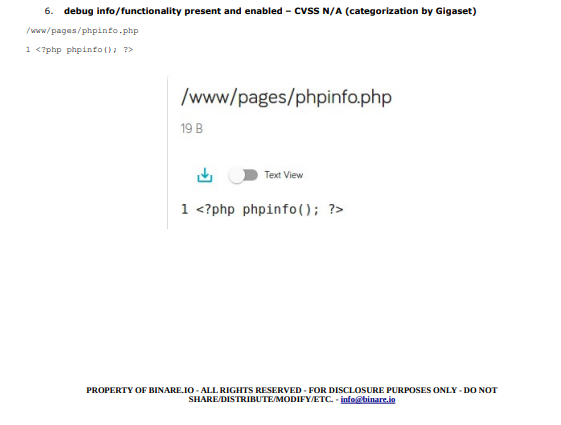 6. debug info/functionality present and enabled – CVSS N/A (categorization by Gigaset)
/www/pages/phpinfo.php
1 <?php phpinfo(); ?>
/www/pages/phpinfo.php
19 B
Text View
1 <?php phpinfo(); ?>
PROPERTY OF BINARE.IO - ALL RIGHTS RESERVED - FOR DISCLOSURE PURPOSES ONLY - DO NOT
SHARE/DISTRIBUTE/MODIFY/ETC. - info@binare.io